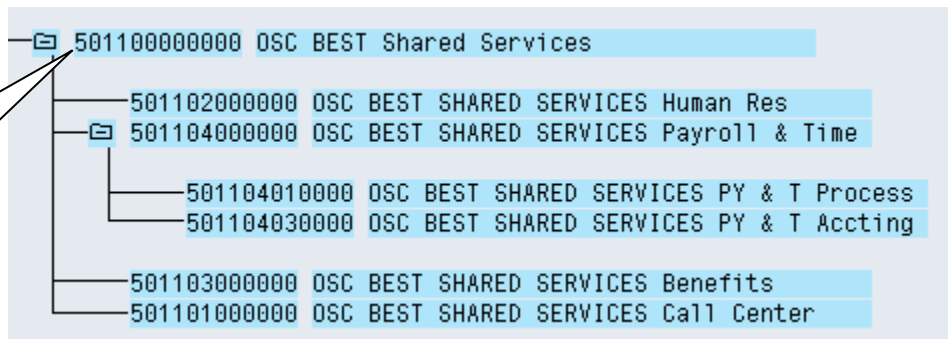 501100000000 OSC BEST Shared Services
501102000000 OSC BEST SHARED SERVICES Human Res
501104000000 OSC BEST SHARED SERVICES Payroll & Time
501104010000 OSC BEST SHARED SERVICES PY & T Process
501104030000 OSC BEST SHARED SERVICES PY & T Accting
501103000000 OSC BEST SHARED SERVICES Benefits
501101000000 OSC BEST SHARED SERVICES Call Center